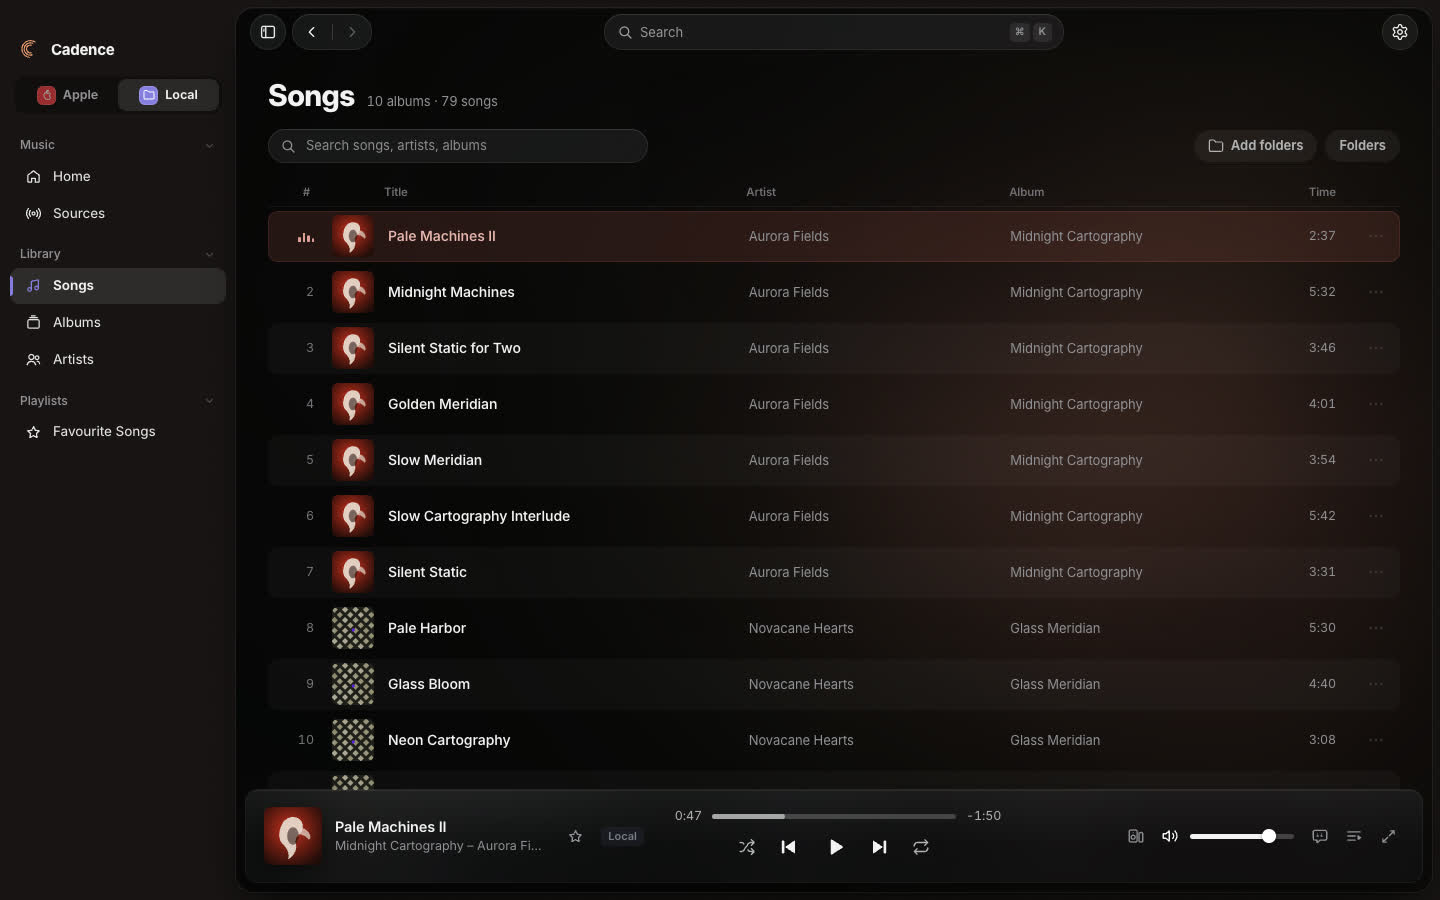 Cadence
Apple Local
Music
Home
Sources
Library
Songs
Albums
Artists
Playlists
Favourite Songs
Search ⌘ K
Songs 10 albums · 79 songs
Search songs, artists, albums
Add folders Folders
# Title Artist Album Time
Pale Machines II Aurora Fields Midnight Cartography 2:37
2 Midnight Machines Aurora Fields Midnight Cartography 5:32
3 Silent Static for Two Aurora Fields Midnight Cartography 3:46
4 Golden Meridian Aurora Fields Midnight Cartography 4:01
5 Slow Meridian Aurora Fields Midnight Cartography 3:54
6 Slow Cartography Interlude Aurora Fields Midnight Cartography 5:42
7 Silent Static Aurora Fields Midnight Cartography 3:31
8 Pale Harbor Novacane Hearts Glass Meridian 5:30
9 Glass Bloom Novacane Hearts Glass Meridian 4:40
10 Neon Cartography Novacane Hearts Glass Meridian 3:08
Pale Machines II
Midnight Cartography – Aurora Fi...
Local
0:47 -1:50